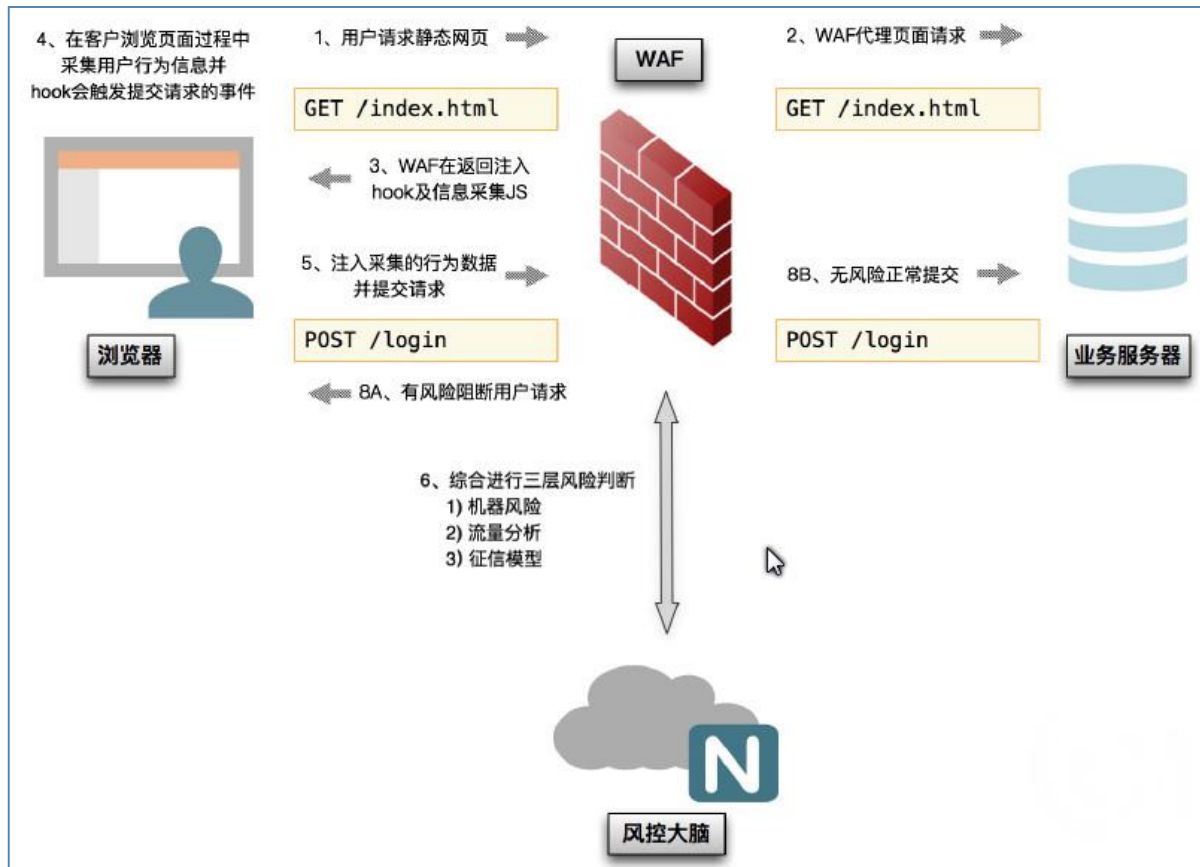 4、在客户浏览页面过程中
采集用户行为信息并
hook会触发提交请求的事件
1、用户请求静态网页
WAF
2、WAF代理页面请求
GET /index.html
GET /index.html
3、WAF在返回注入
hook及信息采集JS
5、注入采集的行为数据
并提交请求
8B、无风险正常提交
POST /login
POST /login
浏览器
业务服务器
8A、有风险阻断用户请求
6、综合进行三层风险判断
1) 机器风险
2) 流量分析
3) 征信模型
N
风控大脑